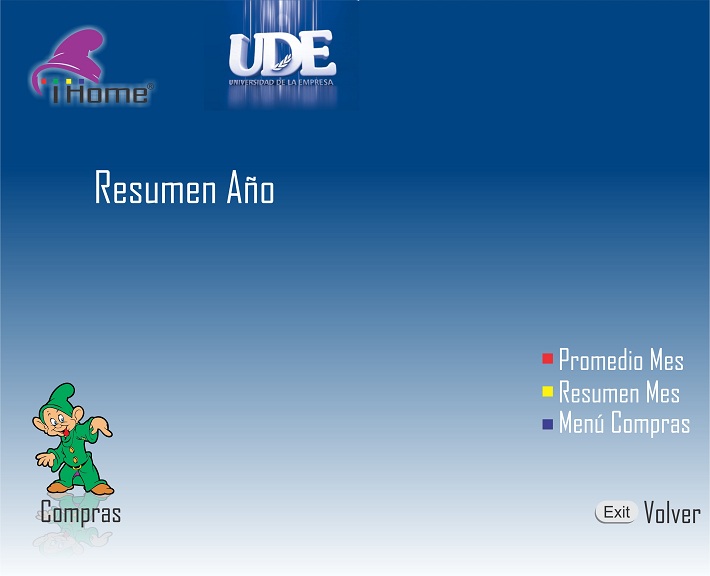 iHome®
UDE
UNIVERSIDAD DE LA EMPRESA
Resumen Año
Promedio Mes
Resumen Mes
Menú Compras
Compras
Exit Volver